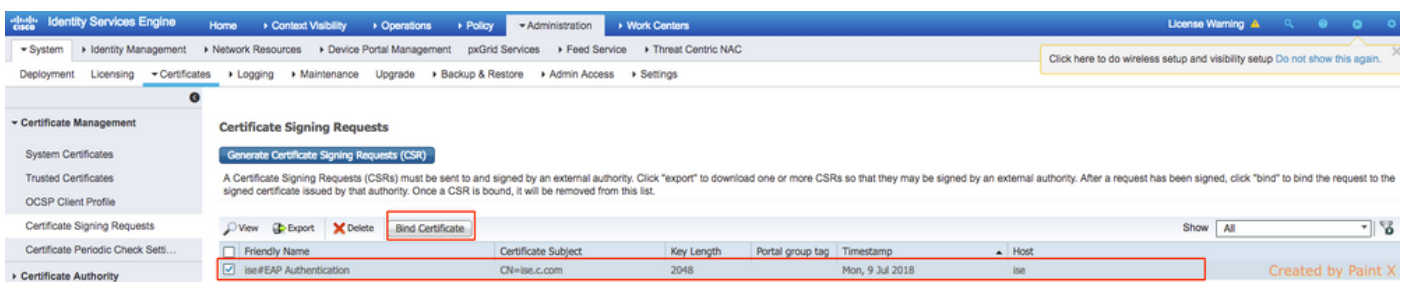 cisco Identity Services Engine Home Context Visibility Operations Policy Administration Work Centers License Warning
System Identity Management Network Resources Device Portal Management pxGrid Services Feed Service Threat Centric NAC
Click here to do wireless setup and visibility setup Do not show this again.
Deployment Licensing Certificates Logging Maintenance Upgrade Backup & Restore Admin Access Settings
Certificate Management
System Certificates
Trusted Certificates
OCSP Client Profile
Certificate Signing Requests
Certificate Periodic Check Setti...
Certificate Authority
Certificate Signing Requests
Generate Certificate Signing Requests (CSR)
A Certificate Signing Requests (CSRs) must be sent to and signed by an external authority. Click "export" to download one or more CSRs so that they may be signed by an external authority. After a request has been signed, click "bind" to bind the request to the
signed certificate issued by that authority. Once a CSR is bound, it will be removed from this list.
View Export Delete Bind Certificate Show All
Friendly Name Certificate Subject Key Length Portal group tag Timestamp Host
ise#EAP Authentication CN=ise.c.com 2048 Mon, 9 Jul 2018 ise
Created by Paint X